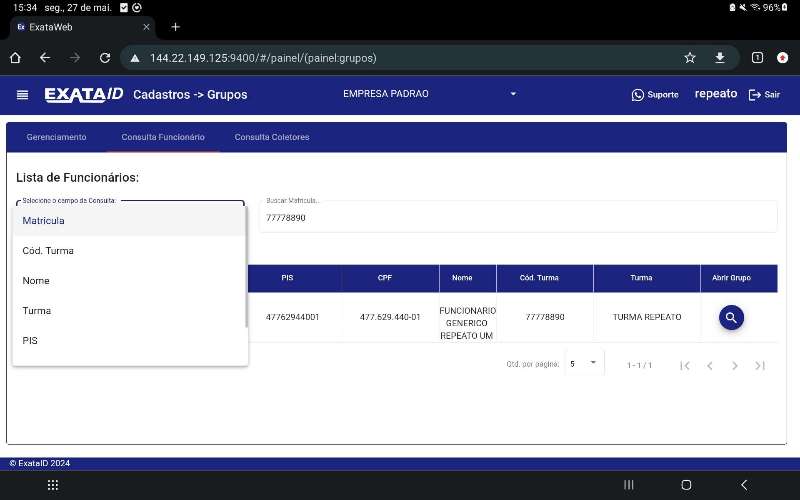 15:34 seg., 27 de mai.
96%
Ex ExataWeb
144.22.149.125:9400/#/painel/(painel:grupos)
1
EXATAID Cadastros -> Grupos
EMPRESA PADRAO
Suporte
repeato
Sair
Gerenciamento
Consulta Funcionário
Consulta Coletores
Lista de Funcionários:
Selecione o campo da Consulta:
Buscar Matrícula...
77778890
Matrícula
Cód. Turma
Nome
Turma
PIS
PIS
CPF
Nome
Cód. Turma
Turma
Abrir Grupo
47762944001
477.629.440-01
FUNCIONARIO
GENERICO
REPEATO UM
77778890
TURMA REPEATO
Qtd. por página:
5
1 - 1 / 1
© ExataID 2024